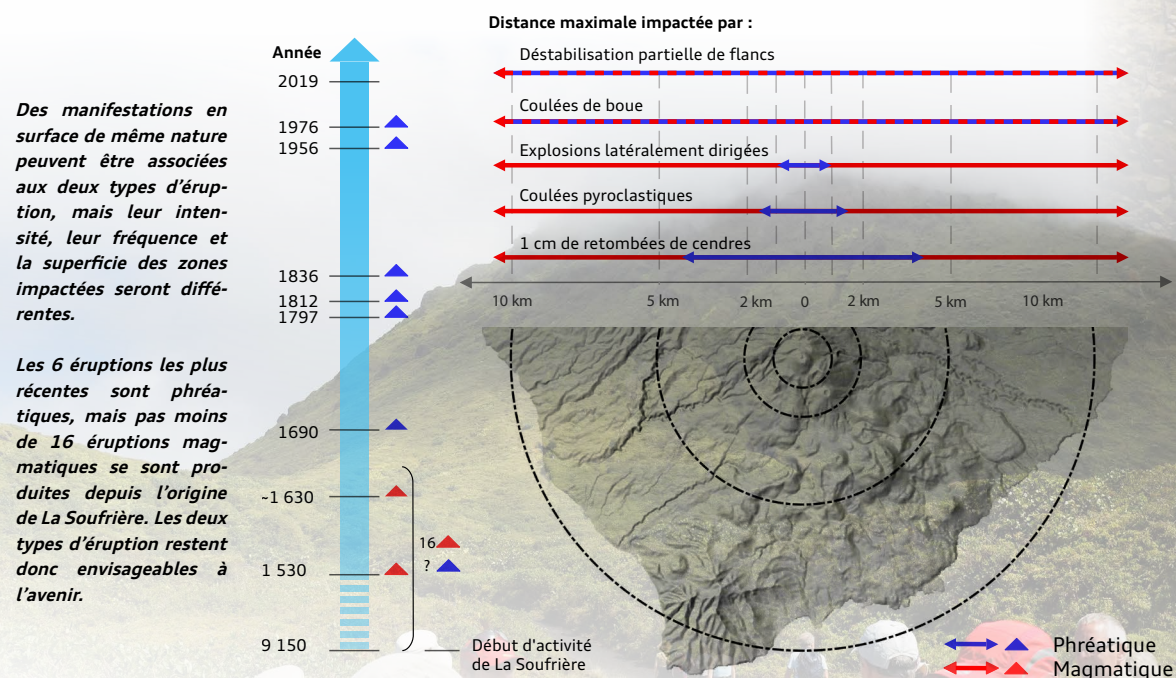 Des manifestations en
surface de même nature
peuvent être associées
aux deux types d'érup-
tion, mais leur inten-
sité, leur fréquence et
la superficie des zones
impactées seront diffé-
rentes.
Les 6 éruptions les plus
récentes sont phréa-
tiques, mais pas moins
de 16 éruptions mag-
matiques se sont pro-
duites depuis l'origine
de La Soufrière. Les deux
types d'éruption restent
donc envisageables à
l'avenir.
Année
2019
1976
1956
1836
1812
1797
1690
~1 630
1 530
9 150
16
?
Début d'activité
de La Soufrière
Distance maximale impactée par :
Déstabilisation partielle de flancs
Coulées de boue
Explosions latéralement dirigées
Coulées pyroclastiques
1 cm de retombées de cendres
10 km 5 km 2 km 0 2 km 5 km 10 km
Phréatique
Magmatique